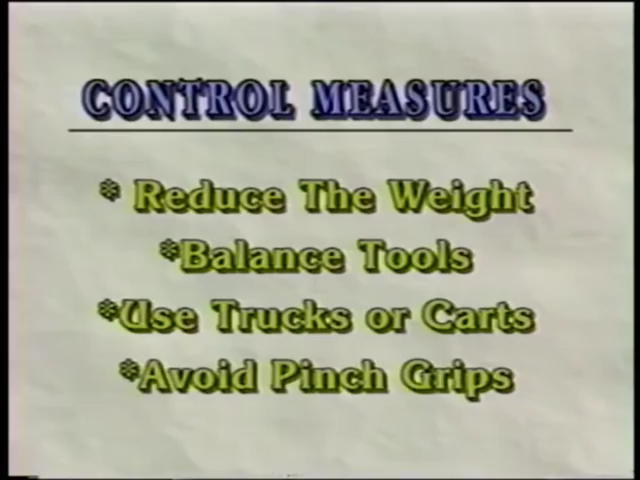 CONTROL MEASURES
* Reduce The Weight
*Balance Tools
*Use Trucks or Carts
*Avoid Pinch Grips